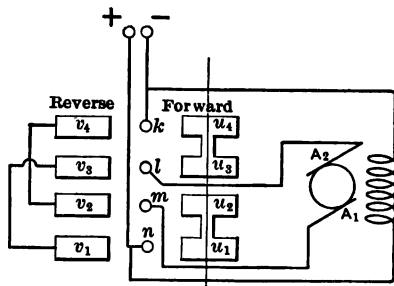 + −
Reverse Forward
v4 k u4
v3 l u3 A2
v2 m u2 A1
v1 n u1